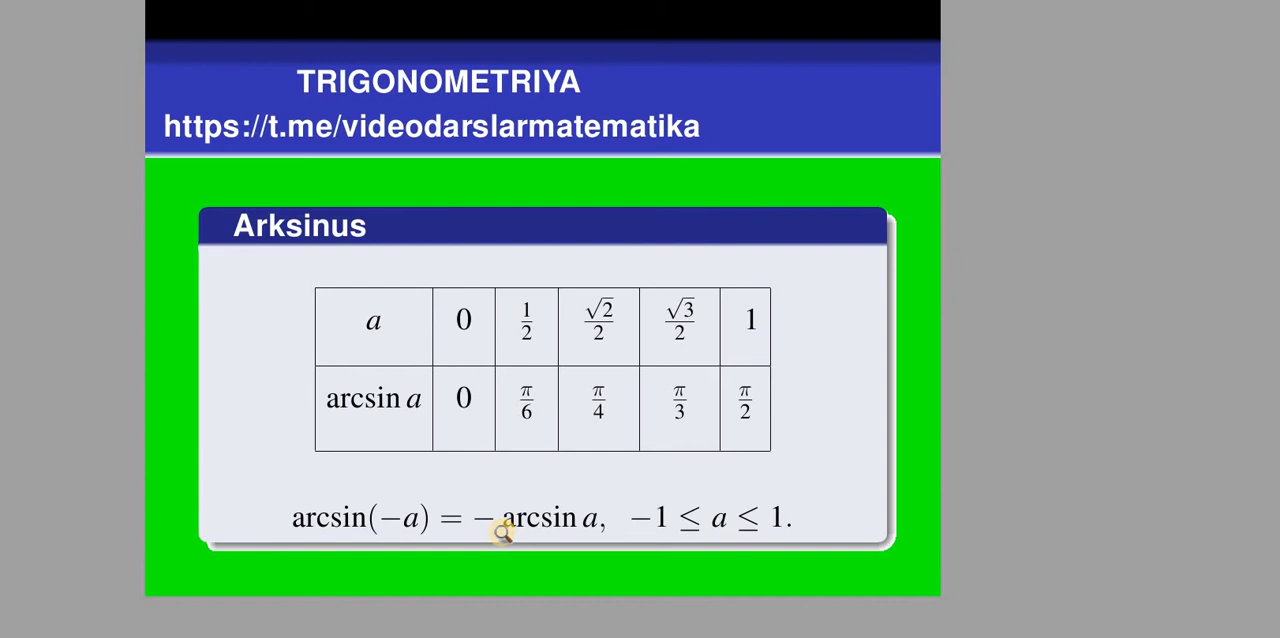 TRIGONOMETRIYA
https://t.me/videodarslarmatematika
Arksinus
a 0 1/2 √2/2 √3/2 1
arcsin a 0 π/6 π/4 π/3 π/2
arcsin(−a) = − arcsin a, −1 ≤ a ≤ 1.